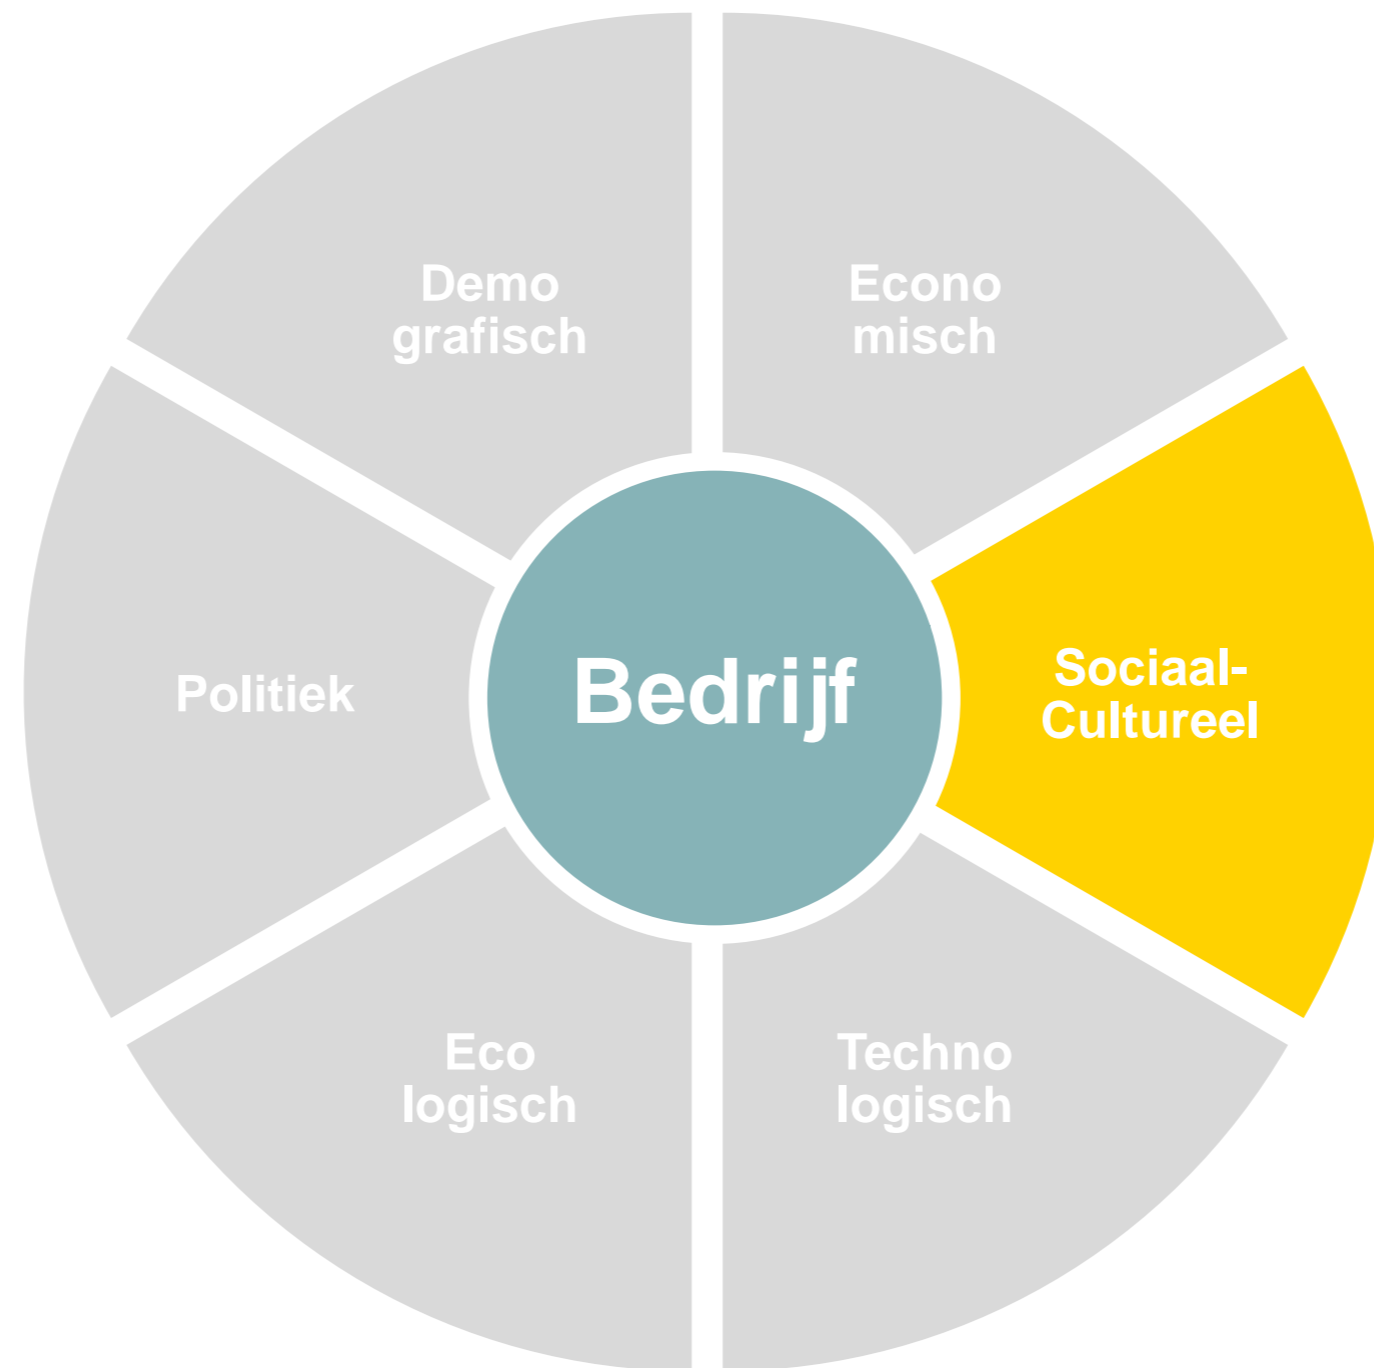 Demo
grafisch
Econo
misch
Politiek
Bedrijf
Sociaal-
Cultureel
Eco
logisch
Techno
logisch